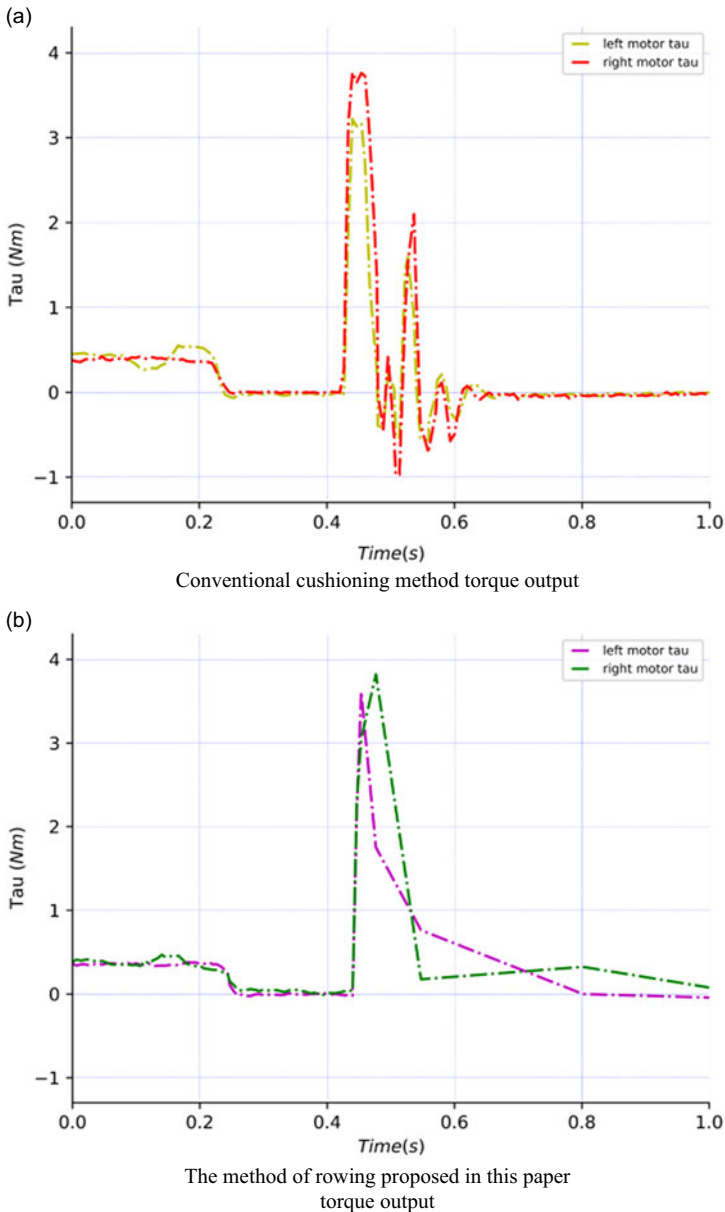 (a)
4
3
2
1
0
−1
Tau (Nm)
left motor tau
right motor tau
0.0 0.2 0.4 0.6 0.8 1.0
Time(s)
Conventional cushioning method torque output
(b)
4
3
2
1
0
−1
Tau (Nm)
left motor tau
right motor tau
0.0 0.2 0.4 0.6 0.8 1.0
Time(s)
The method of rowing proposed in this paper
torque output